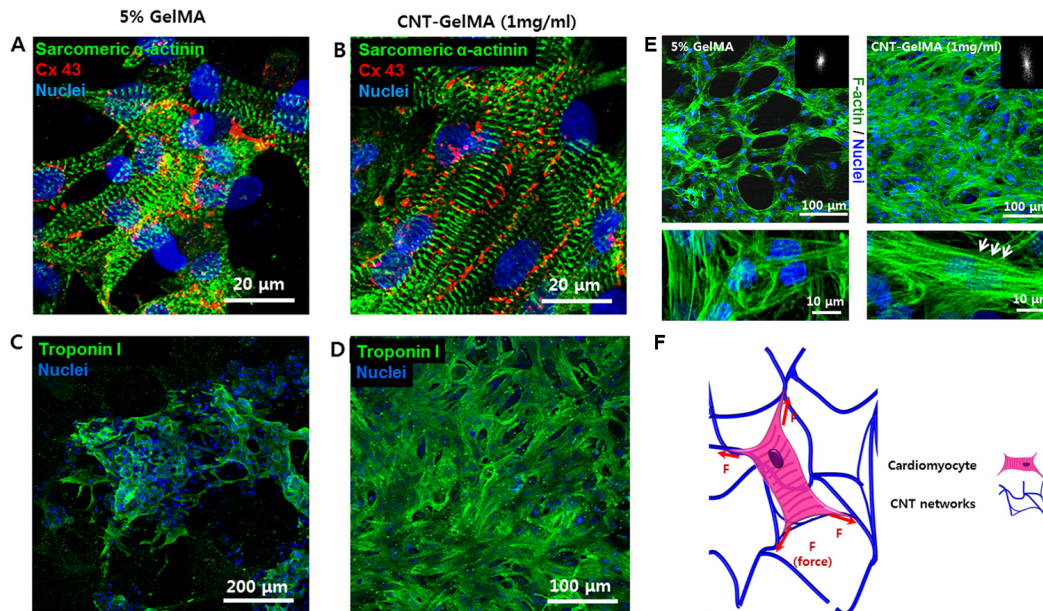 5% GelMA
CNT-GelMA (1mg/ml)
A
Sarcomeric α-actinin
Cx 43
Nuclei
20 μm
B
Sarcomeric α-actinin
Cx 43
Nuclei
20 μm
C
Troponin I
Nuclei
200 μm
D
Troponin I
Nuclei
100 μm
E
5% GelMA
100 μm
F-actin / Nuclei
CNT-GelMA (1mg/ml)
100 μm
10 μm
10 μm
F
F
F
F
F
(force)
Cardiomyocyte
CNT networks